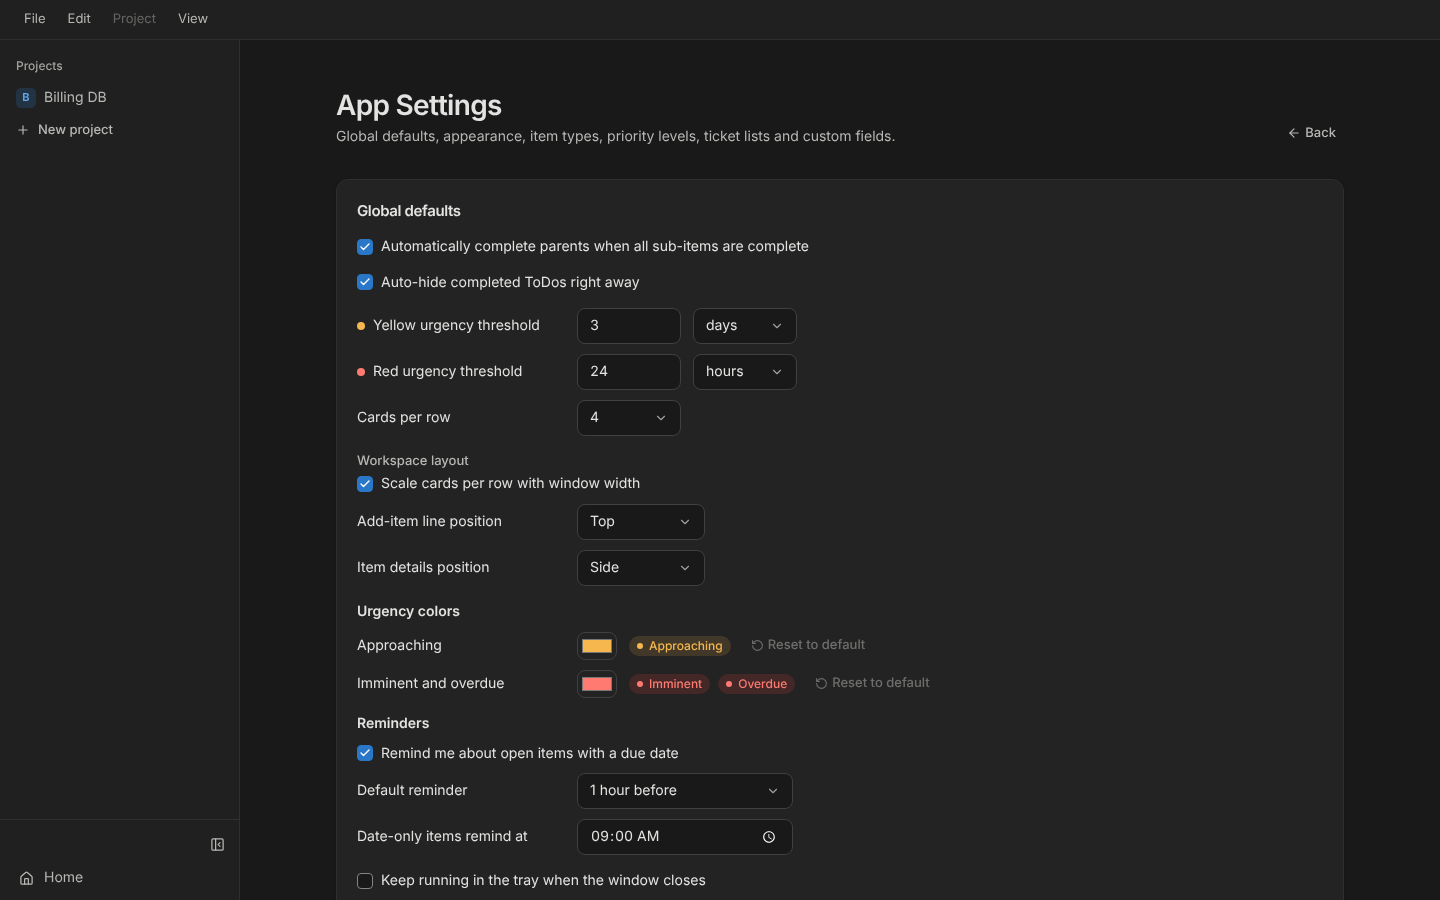 File Edit Project View
Projects
B Billing DB
New project
App Settings
Global defaults, appearance, item types, priority levels, ticket lists and custom fields.
Back
Global defaults
Automatically complete parents when all sub-items are complete
Auto-hide completed ToDos right away
Yellow urgency threshold 3 days
Red urgency threshold 24 hours
Cards per row 4
Workspace layout
Scale cards per row with window width
Add-item line position Top
Item details position Side
Urgency colors
Approaching Approaching Reset to default
Imminent and overdue Imminent Overdue Reset to default
Reminders
Remind me about open items with a due date
Default reminder 1 hour before
Date-only items remind at 09:00 AM
Keep running in the tray when the window closes
Home